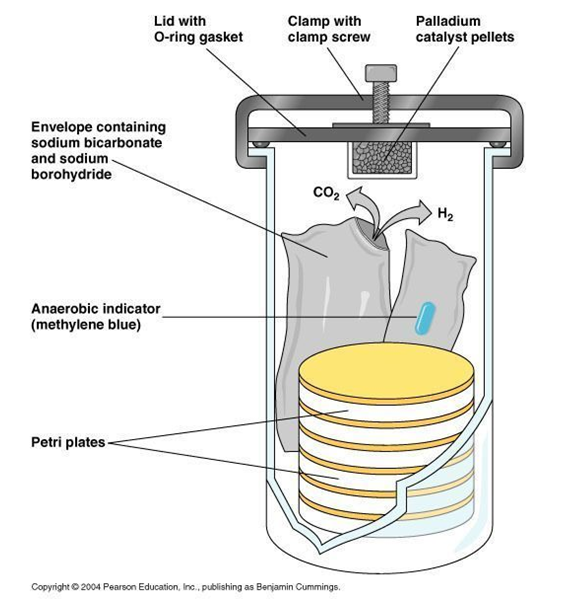 Lid with
O-ring gasket
Clamp with
clamp screw
Palladium
catalyst pellets
Envelope containing
sodium bicarbonate
and sodium
borohydride
CO2
H2
Anaerobic indicator
(methylene blue)
Petri plates
Copyright © 2004 Pearson Education, Inc., publishing as Benjamin Cummings.